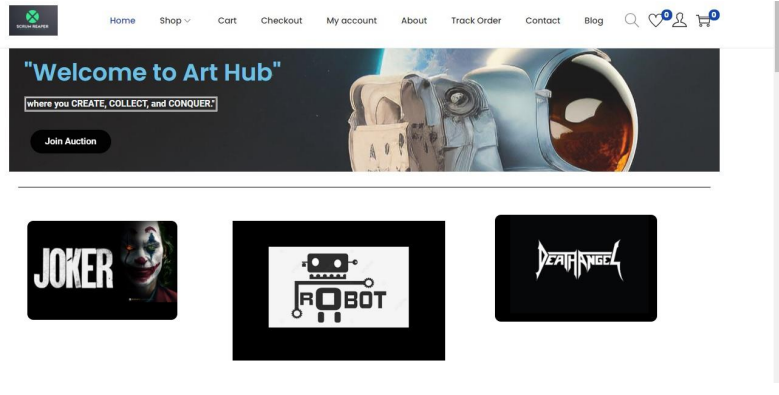 SCRUM REAPER
Home Shop Cart Checkout My account About Track Order Contact Blog 0 0
"Welcome to Art Hub"
where you CREATE, COLLECT, and CONQUER."
Join Auction
JOKER
ROBOT
DEATH ANGEL